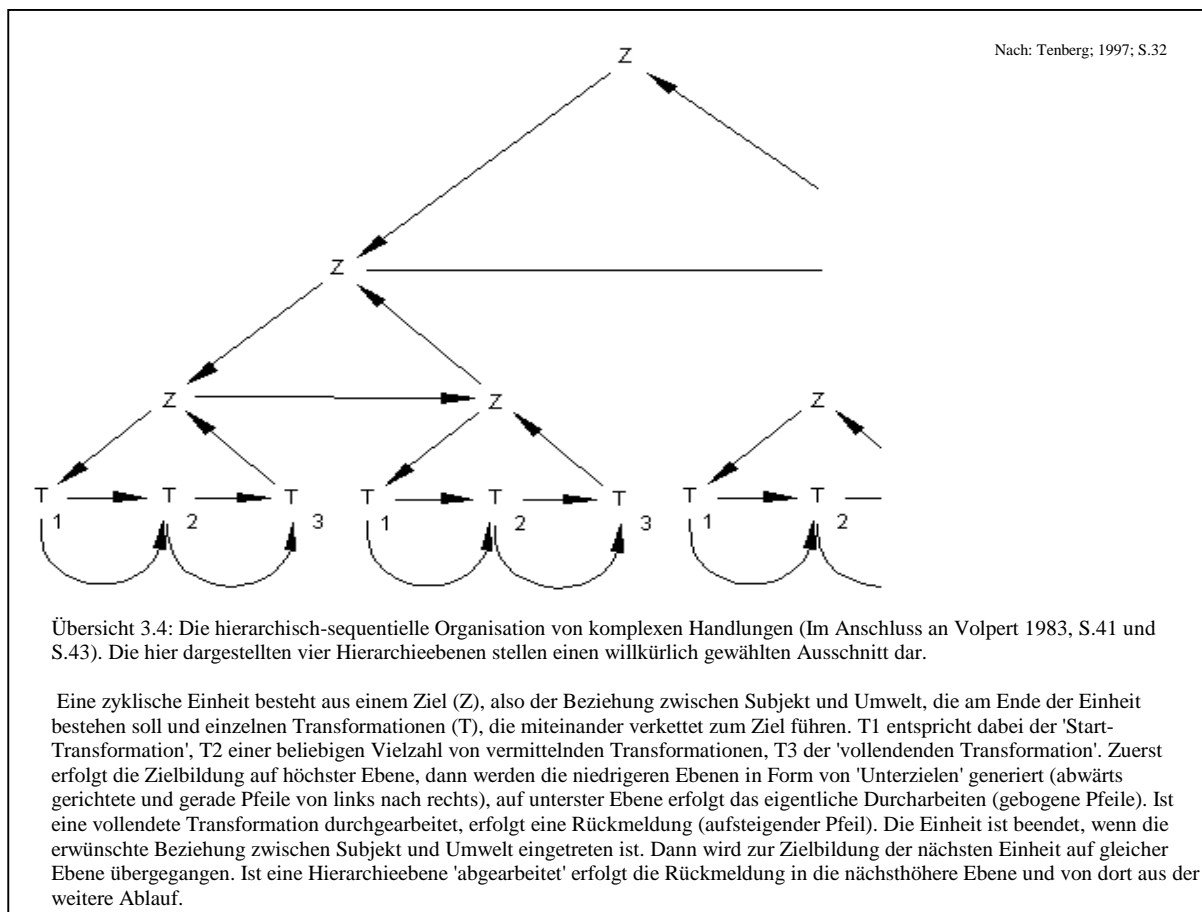 Nach: Tenberg; 1997; S.32
Z
Z
Z Z Z
T T T T T T T T
1 2 3 1 2 3 1 2
Übersicht 3.4: Die hierarchisch-sequentielle Organisation von komplexen Handlungen (Im Anschluss an Volpert 1983, S.41 und
S.43). Die hier dargestellten vier Hierarchieebenen stellen einen willkürlich gewählten Ausschnitt dar.
Eine zyklische Einheit besteht aus einem Ziel (Z), also der Beziehung zwischen Subjekt und Umwelt, die am Ende der Einheit
bestehen soll und einzelnen Transformationen (T), die miteinander verkettet zum Ziel führen. T1 entspricht dabei der 'Start-
Transformation', T2 einer beliebigen Vielzahl von vermittelnden Transformationen, T3 der 'vollendenden Transformation'. Zuerst
erfolgt die Zielbildung auf höchster Ebene, dann werden die niedrigeren Ebenen in Form von 'Unterzielen' generiert (abwärts
gerichtete und gerade Pfeile von links nach rechts), auf unterster Ebene erfolgt das eigentliche Durcharbeiten (gebogene Pfeile). Ist
eine vollendete Transformation durchgearbeitet, erfolgt eine Rückmeldung (aufsteigender Pfeil). Die Einheit ist beendet, wenn die
erwünschte Beziehung zwischen Subjekt und Umwelt eingetreten ist. Dann wird zur Zielbildung der nächsten Einheit auf gleicher
Ebene übergegangen. Ist eine Hierarchieebene 'abgearbeitet' erfolgt die Rückmeldung in die nächsthöhere Ebene und von dort aus der
weitere Ablauf.